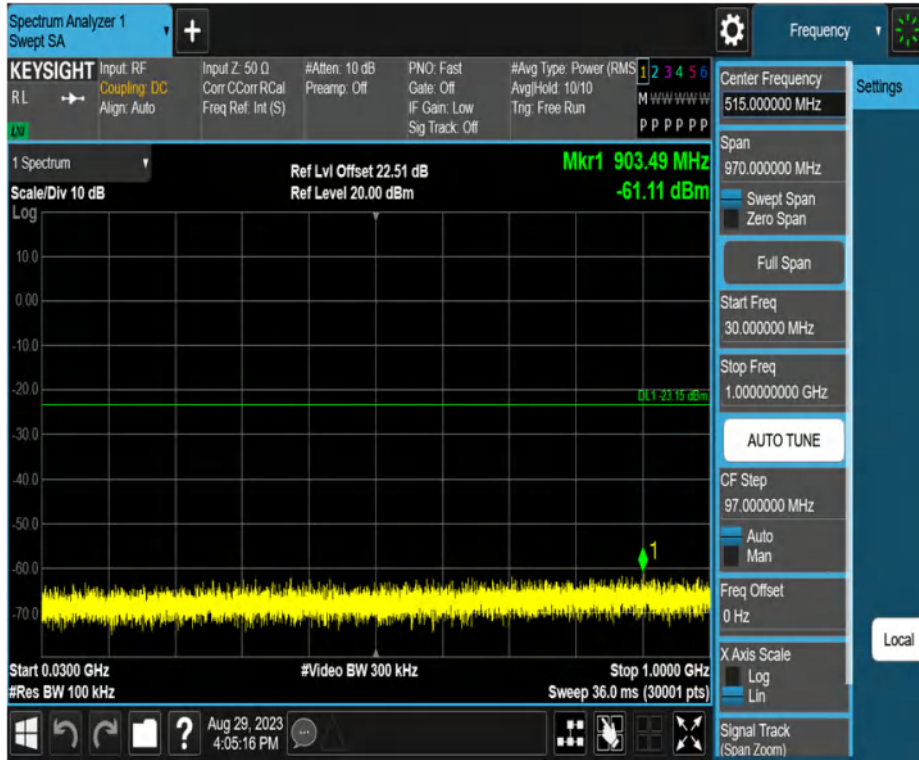 Spectrum Analyzer 1
Swept SA
+
Frequency
KEYSIGHT
RL
LXI
Input: RF
Coupling: DC
Align: Auto
Input Z: 50 Ω
Corr CCorr RCal
Freq Ref: Int (S)
#Atten: 10 dB
Preamp: Off
PNO: Fast
Gate: Off
IF Gain: Low
Sig Track: Off
#Avg Type: Power (RMS
Avg|Hold: 10/10
Trig: Free Run
1 2 3 4 5 6
M W W W W W
P P P P P P
Center Frequency
515.000000 MHz
Settings
Span
970.000000 MHz
Swept Span
Zero Span
Full Span
Start Freq
30.000000 MHz
Stop Freq
1.000000000 GHz
AUTO TUNE
CF Step
97.000000 MHz
Auto
Man
Freq Offset
0 Hz
X Axis Scale
Log
Lin
Signal Track
(Span Zoom)
Local
1 Spectrum
Scale/Div 10 dB
Log
Ref Lvl Offset 22.51 dB
Ref Level 20.00 dBm
Mkr1 903.49 MHz
-61.11 dBm
10.0
0.00
-10.0
-20.0
DL1 -23.15 dBm
-30.0
-40.0
-50.0
1
-60.0
-70.0
Start 0.0300 GHz
#Res BW 100 kHz
#Video BW 300 kHz
Stop 1.0000 GHz
Sweep 36.0 ms (30001 pts)
?
Aug 29, 2023
4:05:16 PM